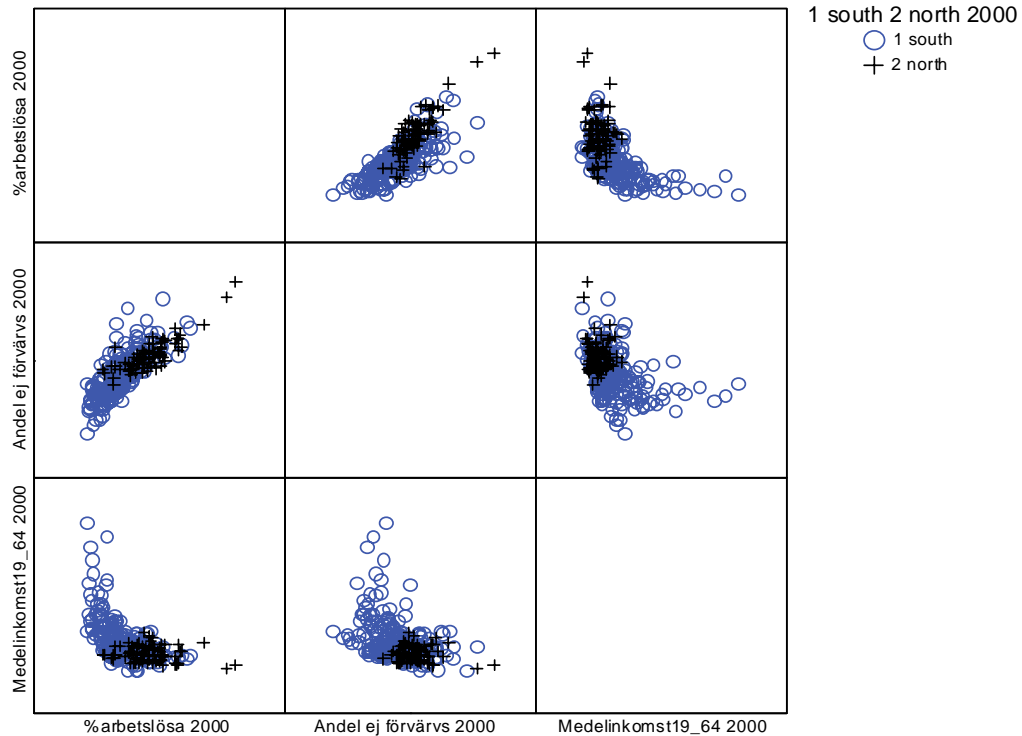 1 south 2 north 2000
1 south
2 north
%arbetslösa 2000
Andel ej förvärvs 2000
Medelinkomst19_64 2000
%arbetslösa 2000
Andel ej förvärvs 2000
Medelinkomst19_64 2000